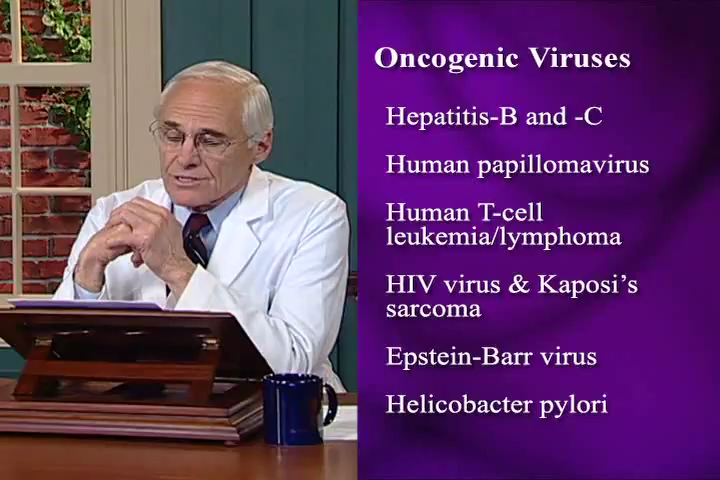 Oncogenic Viruses
Hepatitis-B and -C
Human papillomavirus
Human T-cell
leukemia/lymphoma
HIV virus & Kaposi’s
sarcoma
Epstein-Barr virus
Helicobacter pylori